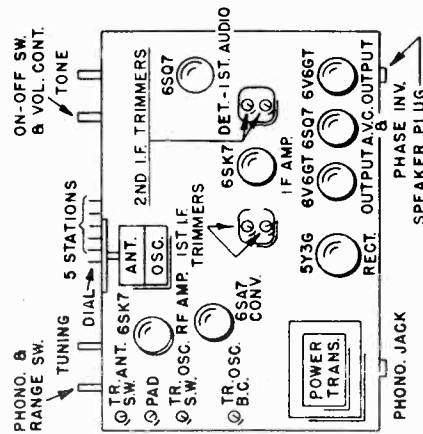 PHONO. &
RANGE SW.
TUNING
DIAL
5 STATIONS
ON-OFF SW.
& VOL. CONT.
TONE
TR. ANT.
S.W.
PAD
TR. OSC.
S.W.
TR. OSC.
B.C.
6SK7
RF AMP.
ANT.
OSC.
6SA7
CONV.
1ST I.F.
TRIMMERS
2ND I.F. TRIMMERS
6SQ7
DET.-1ST. AUDIO
6SK7
I F AMP.
POWER
TRANS.
5Y3G
RECT.
6V6GT
OUTPUT
6SQ7
A.V.C.
&
PHASE INV.
6V6GT
OUTPUT
PHONO. JACK
SPEAKER PLUG